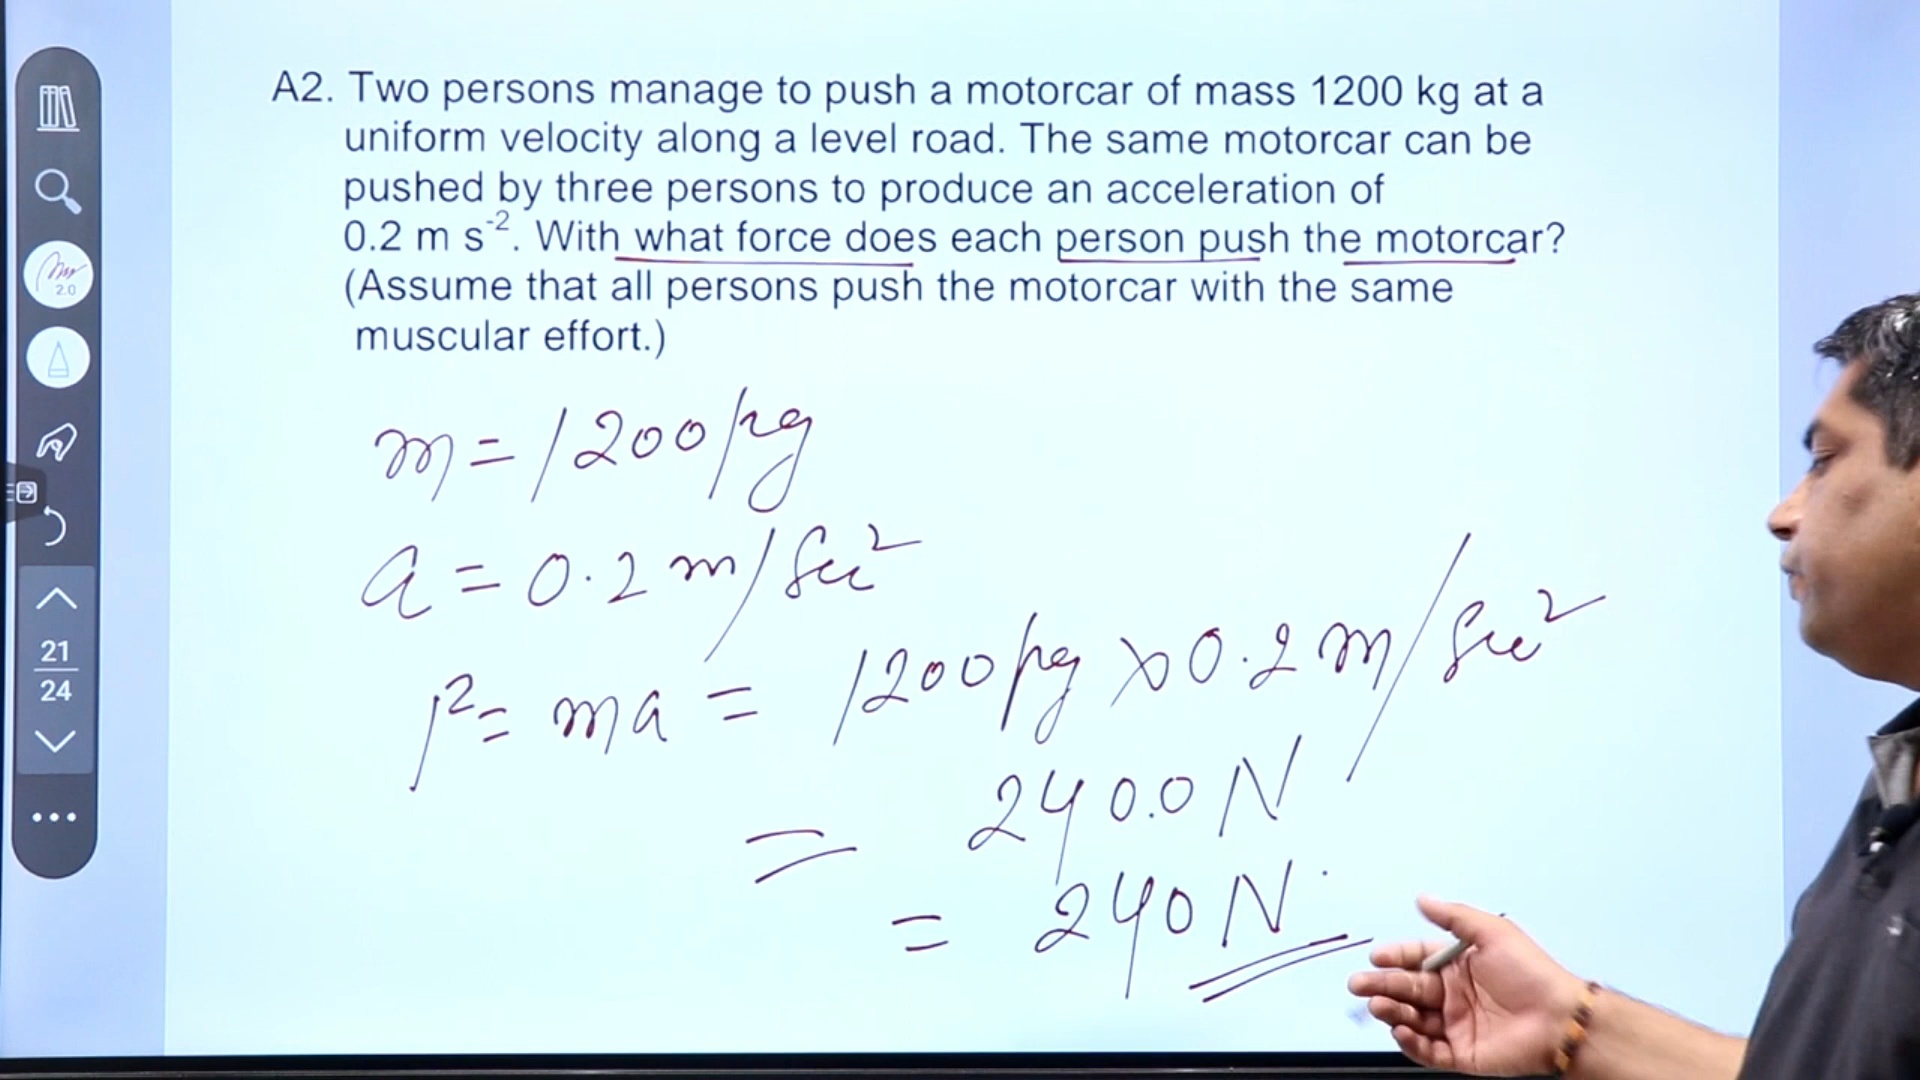 A2. Two persons manage to push a motorcar of mass 1200 kg at a
uniform velocity along a level road. The same motorcar can be
pushed by three persons to produce an acceleration of
0.2 m s⁻². With what force does each person push the motorcar?
(Assume that all persons push the motorcar with the same
muscular effort.)
m = 1200 kg
a = 0.2 m/sec²
F = ma = 1200 kg × 0.2 m/sec²
= 240.0 N
= 240 N
2.0
21
24